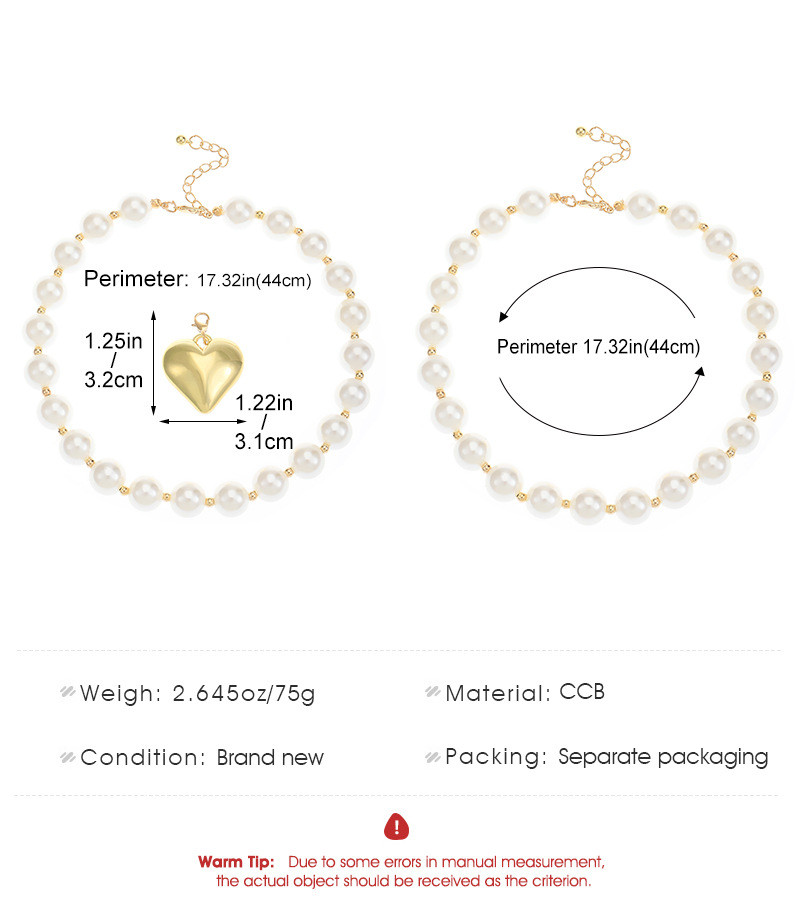 Perimeter: 17.32in(44cm)
1.25in
/
3.2cm
1.22in
/
3.1cm
Perimeter 17.32in(44cm)
Weigh: 2.645oz/75g
Material: CCB
Condition: Brand new
Packing: Separate packaging
!
Warm Tip: Due to some errors in manual measurement,
the actual object should be received as the criterion.